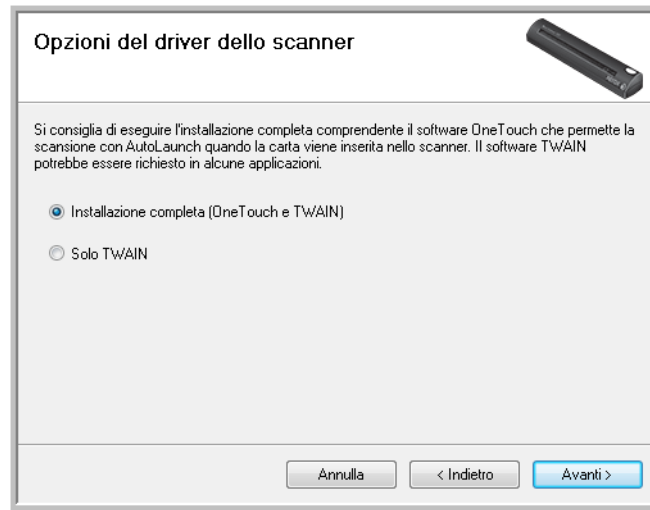 Opzioni del driver dello scanner
Si consiglia di eseguire l'installazione completa comprendente il software OneTouch che permette la
scansione con AutoLaunch quando la carta viene inserita nello scanner. Il software TWAIN
potrebbe essere richiesto in alcune applicazioni.
Installazione completa (OneTouch e TWAIN)
Solo TWAIN
Annulla
< Indietro
Avanti >